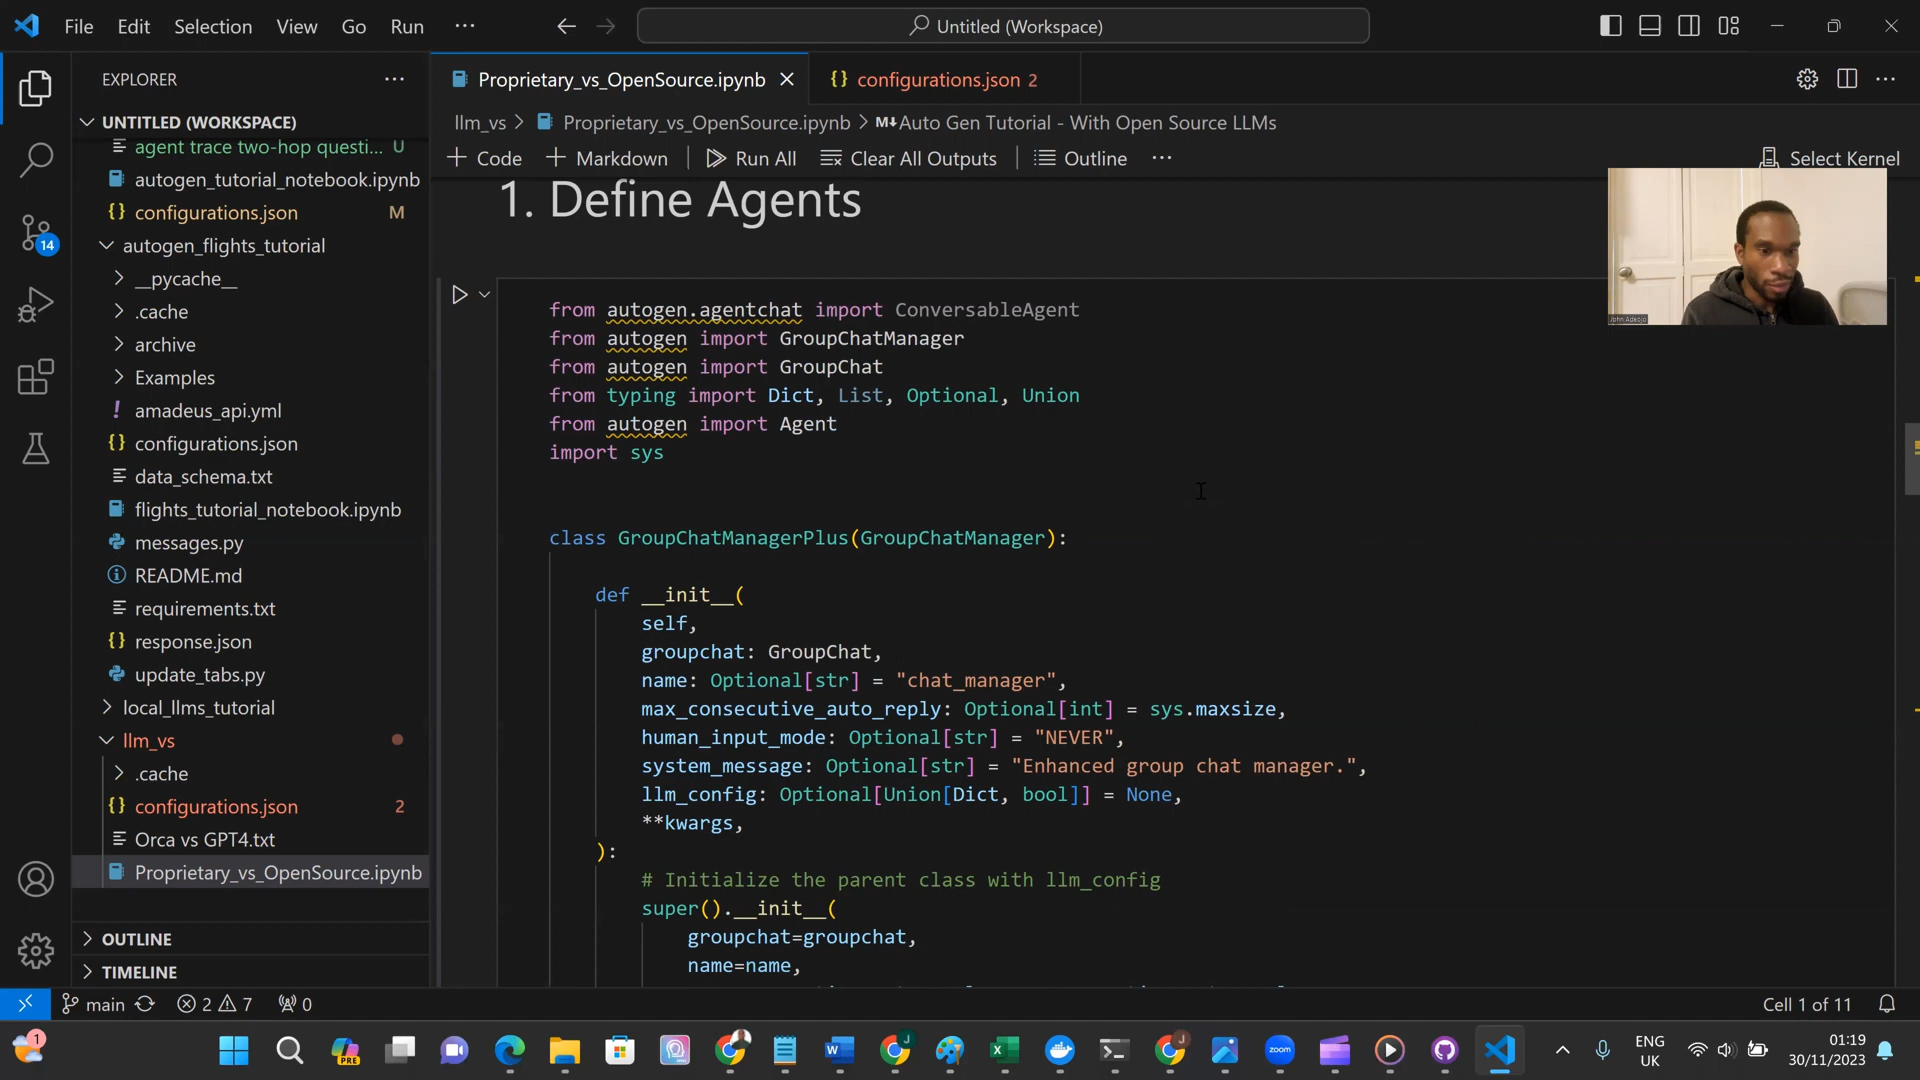 File Edit Selection View Go Run ···
Untitled (Workspace)
EXPLORER
UNTITLED (WORKSPACE)
agent trace two-hop questi... U
autogen_tutorial_notebook.ipynb
configurations.json M
autogen_flights_tutorial
__pycache__
.cache
archive
Examples
amadeus_api.yml
configurations.json
data_schema.txt
flights_tutorial_notebook.ipynb
messages.py
README.md
requirements.txt
response.json
update_tabs.py
local_llms_tutorial
llm_vs
.cache
configurations.json 2
Orca vs GPT4.txt
Proprietary_vs_OpenSource.ipynb
OUTLINE
TIMELINE
14
Proprietary_vs_OpenSource.ipynb
configurations.json 2
llm_vs > Proprietary_vs_OpenSource.ipynb > M↓Auto Gen Tutorial - With Open Source LLMs
+ Code + Markdown | Run All Clear All Outputs | Outline ···
Select Kernel
1. Define Agents
from autogen.agentchat import ConversableAgent
from autogen import GroupChatManager
from autogen import GroupChat
from typing import Dict, List, Optional, Union
from autogen import Agent
import sys
class GroupChatManagerPlus(GroupChatManager):
def __init__(
self,
groupchat: GroupChat,
name: Optional[str] = "chat_manager",
max_consecutive_auto_reply: Optional[int] = sys.maxsize,
human_input_mode: Optional[str] = "NEVER",
system_message: Optional[str] = "Enhanced group chat manager.",
llm_config: Optional[Union[Dict, bool]] = None,
**kwargs,
):
# Initialize the parent class with llm_config
super().__init__(
groupchat=groupchat,
name=name,
John Adeojo
main 2 7 0
Cell 1 of 11
1
PRE
J
J
zoom
ENG
UK
01:19
30/11/2023